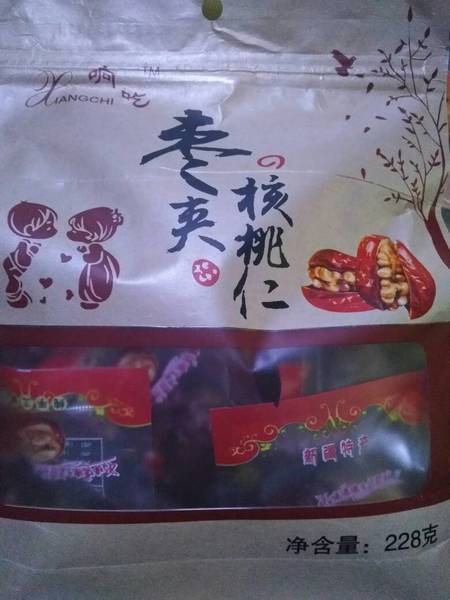 响吃 TM
XIANGCHI
枣夹
核桃仁
新疆特产
净含量：228克